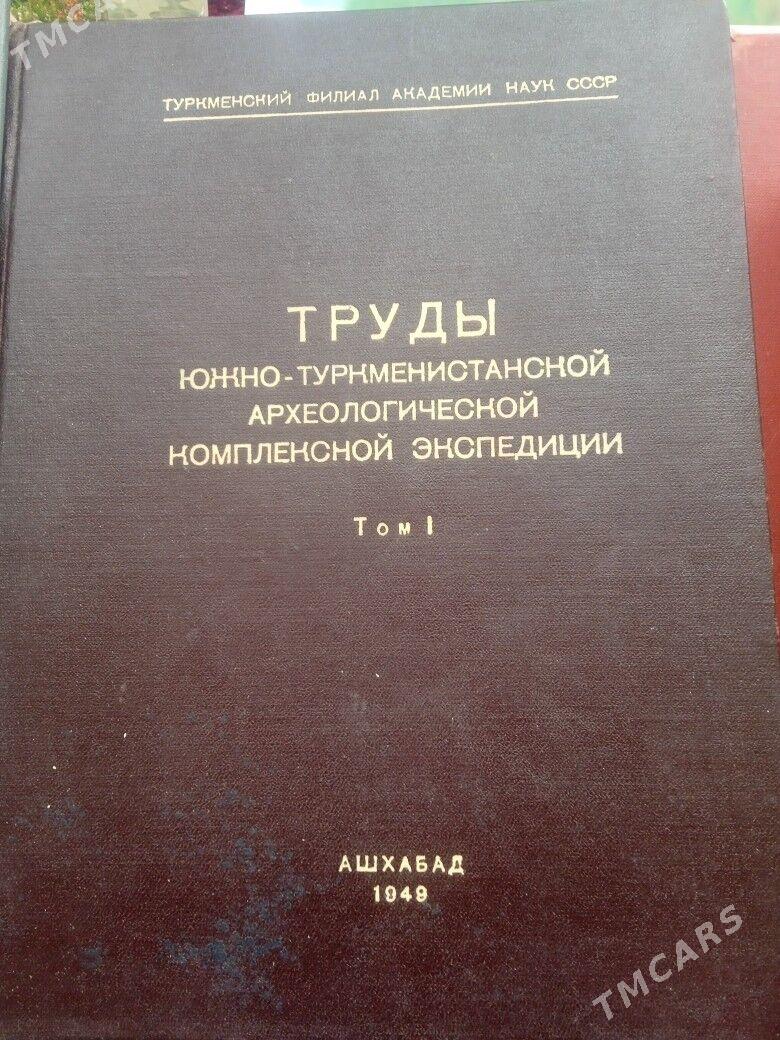 TMCARS
ТУРКМЕНСКИЙ ФИЛИАЛ АКАДЕМИИ НАУК СССР
ТРУДЫ
ЮЖНО-ТУРКМЕНИСТАНСКОЙ
АРХЕОЛОГИЧЕСКОЙ
КОМПЛЕКСНОЙ ЭКСПЕДИЦИИ
Том I
АШХАБАД
1949
TMCARS